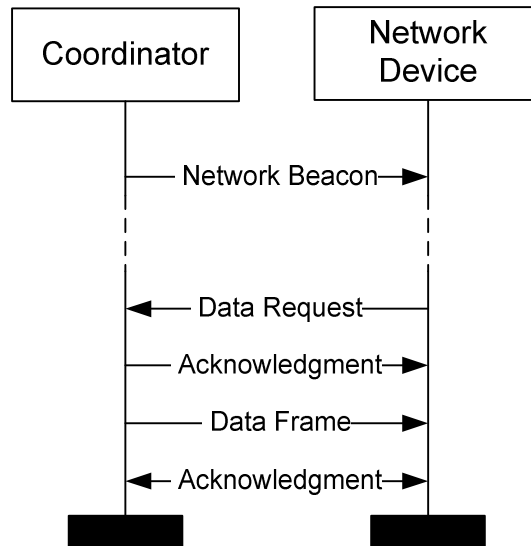 Coordinator
Network
Device
Network Beacon
Data Request
Acknowledgment
Data Frame
Acknowledgment